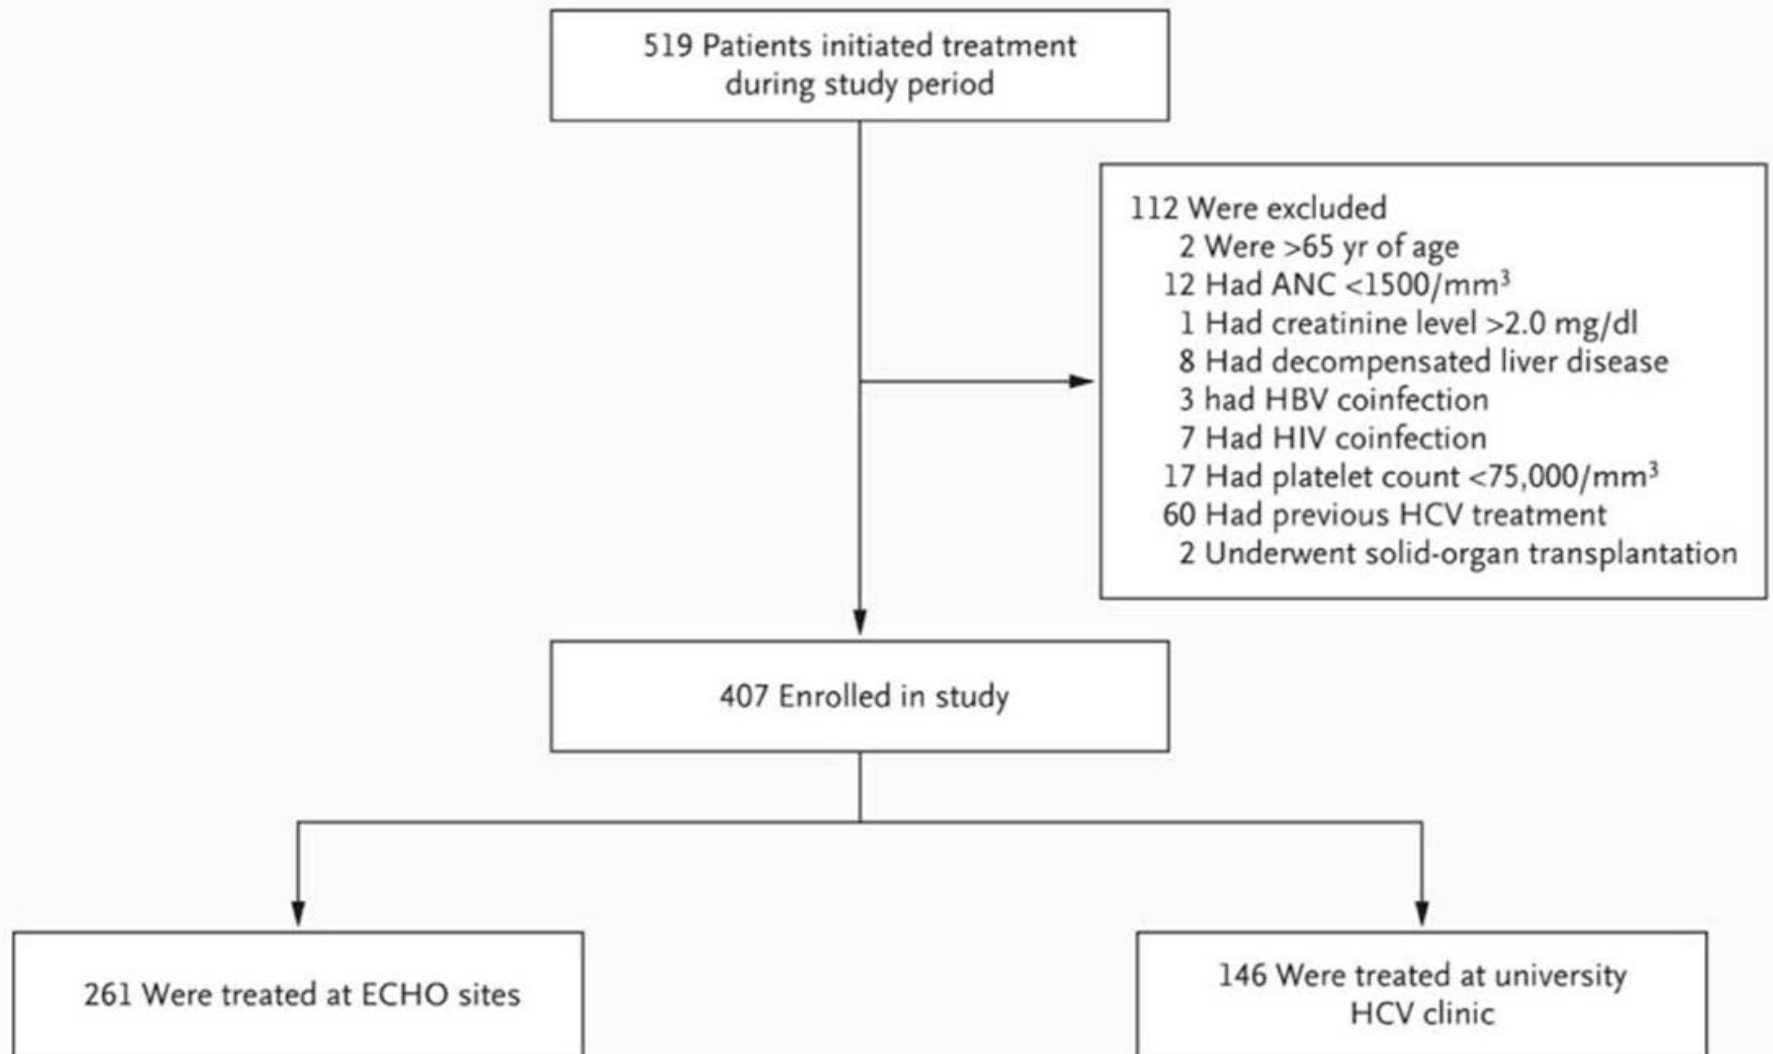 519 Patients initiated treatment
during study period
112 Were excluded
2 Were >65 yr of age
12 Had ANC <1500/mm³
1 Had creatinine level >2.0 mg/dl
8 Had decompensated liver disease
3 had HBV coinfection
7 Had HIV coinfection
17 Had platelet count <75,000/mm³
60 Had previous HCV treatment
2 Underwent solid-organ transplantation
407 Enrolled in study
261 Were treated at ECHO sites
146 Were treated at university
HCV clinic